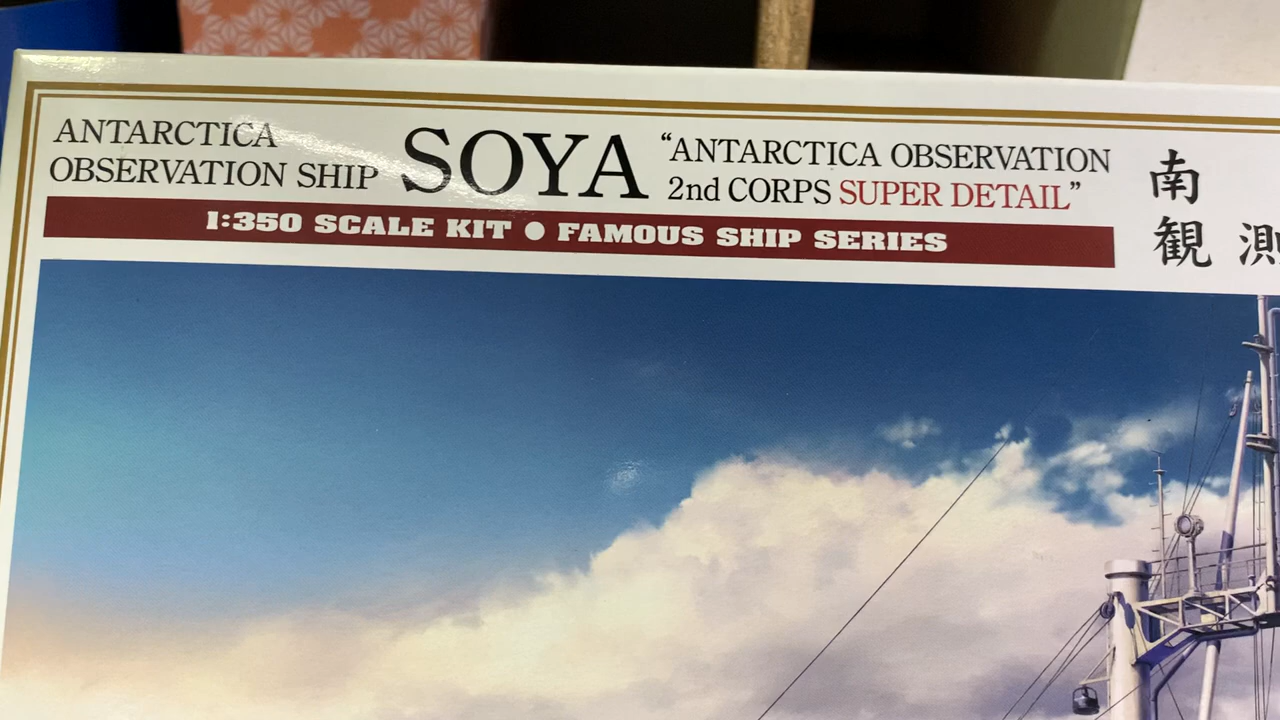 ANTARCTICA
OBSERVATION SHIP
SOYA
“ANTARCTICA OBSERVATION
2nd CORPS SUPER DETAIL”
1:350 SCALE KIT ● FAMOUS SHIP SERIES
南
観測